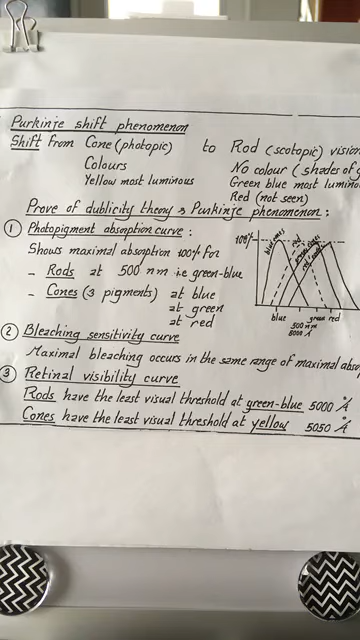 Purkinje shift phenomenon
Shift from Cone (photopic) to Rod (scotopic) vision
Colours No colour (shades of g
Yellow most luminous Green blue most lumino
Red (not seen)
Prove of dublicity theory & Purkinje phenomenon:
① Photopigment absorption curve:
Shows maximal absorption 100% for
- Rods at 500 nm i.e green-blue
- Cones (3 pigments) at blue
at green
at red
100%
blue green red
500 nm
5000 Å
② Bleaching sensitivity curve
Maximal bleaching occurs in the same range of maximal abso
③ Retinal visibility curve
Rods have the least visual threshold at green-blue 5000 Å
Cones have the least visual threshold at yellow 5050 Å